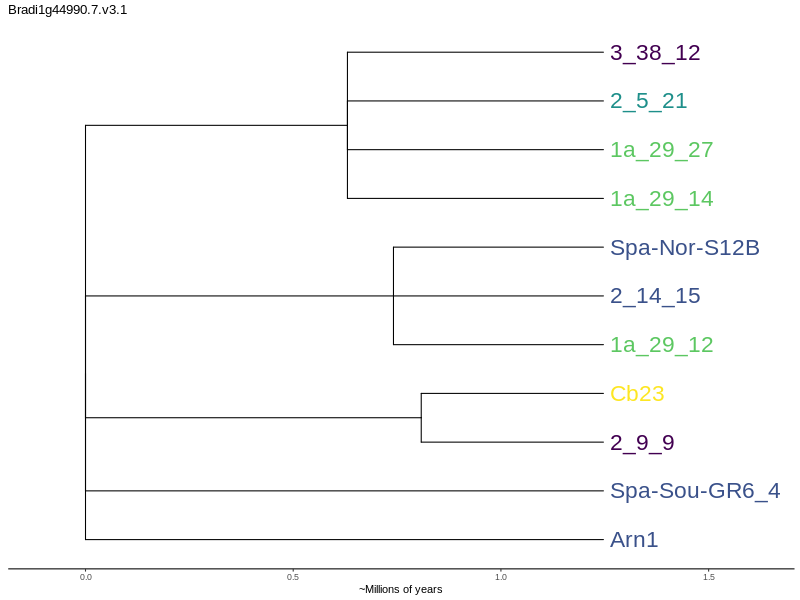 Bradi1g44990.7.v3.1
3_38_12
2_5_21
1a_29_27
1a_29_14
Spa-Nor-S12B
2_14_15
1a_29_12
Cb23
2_9_9
Spa-Sou-GR6_4
Arn1
0.0 0.5 1.0 1.5
~Millions of years